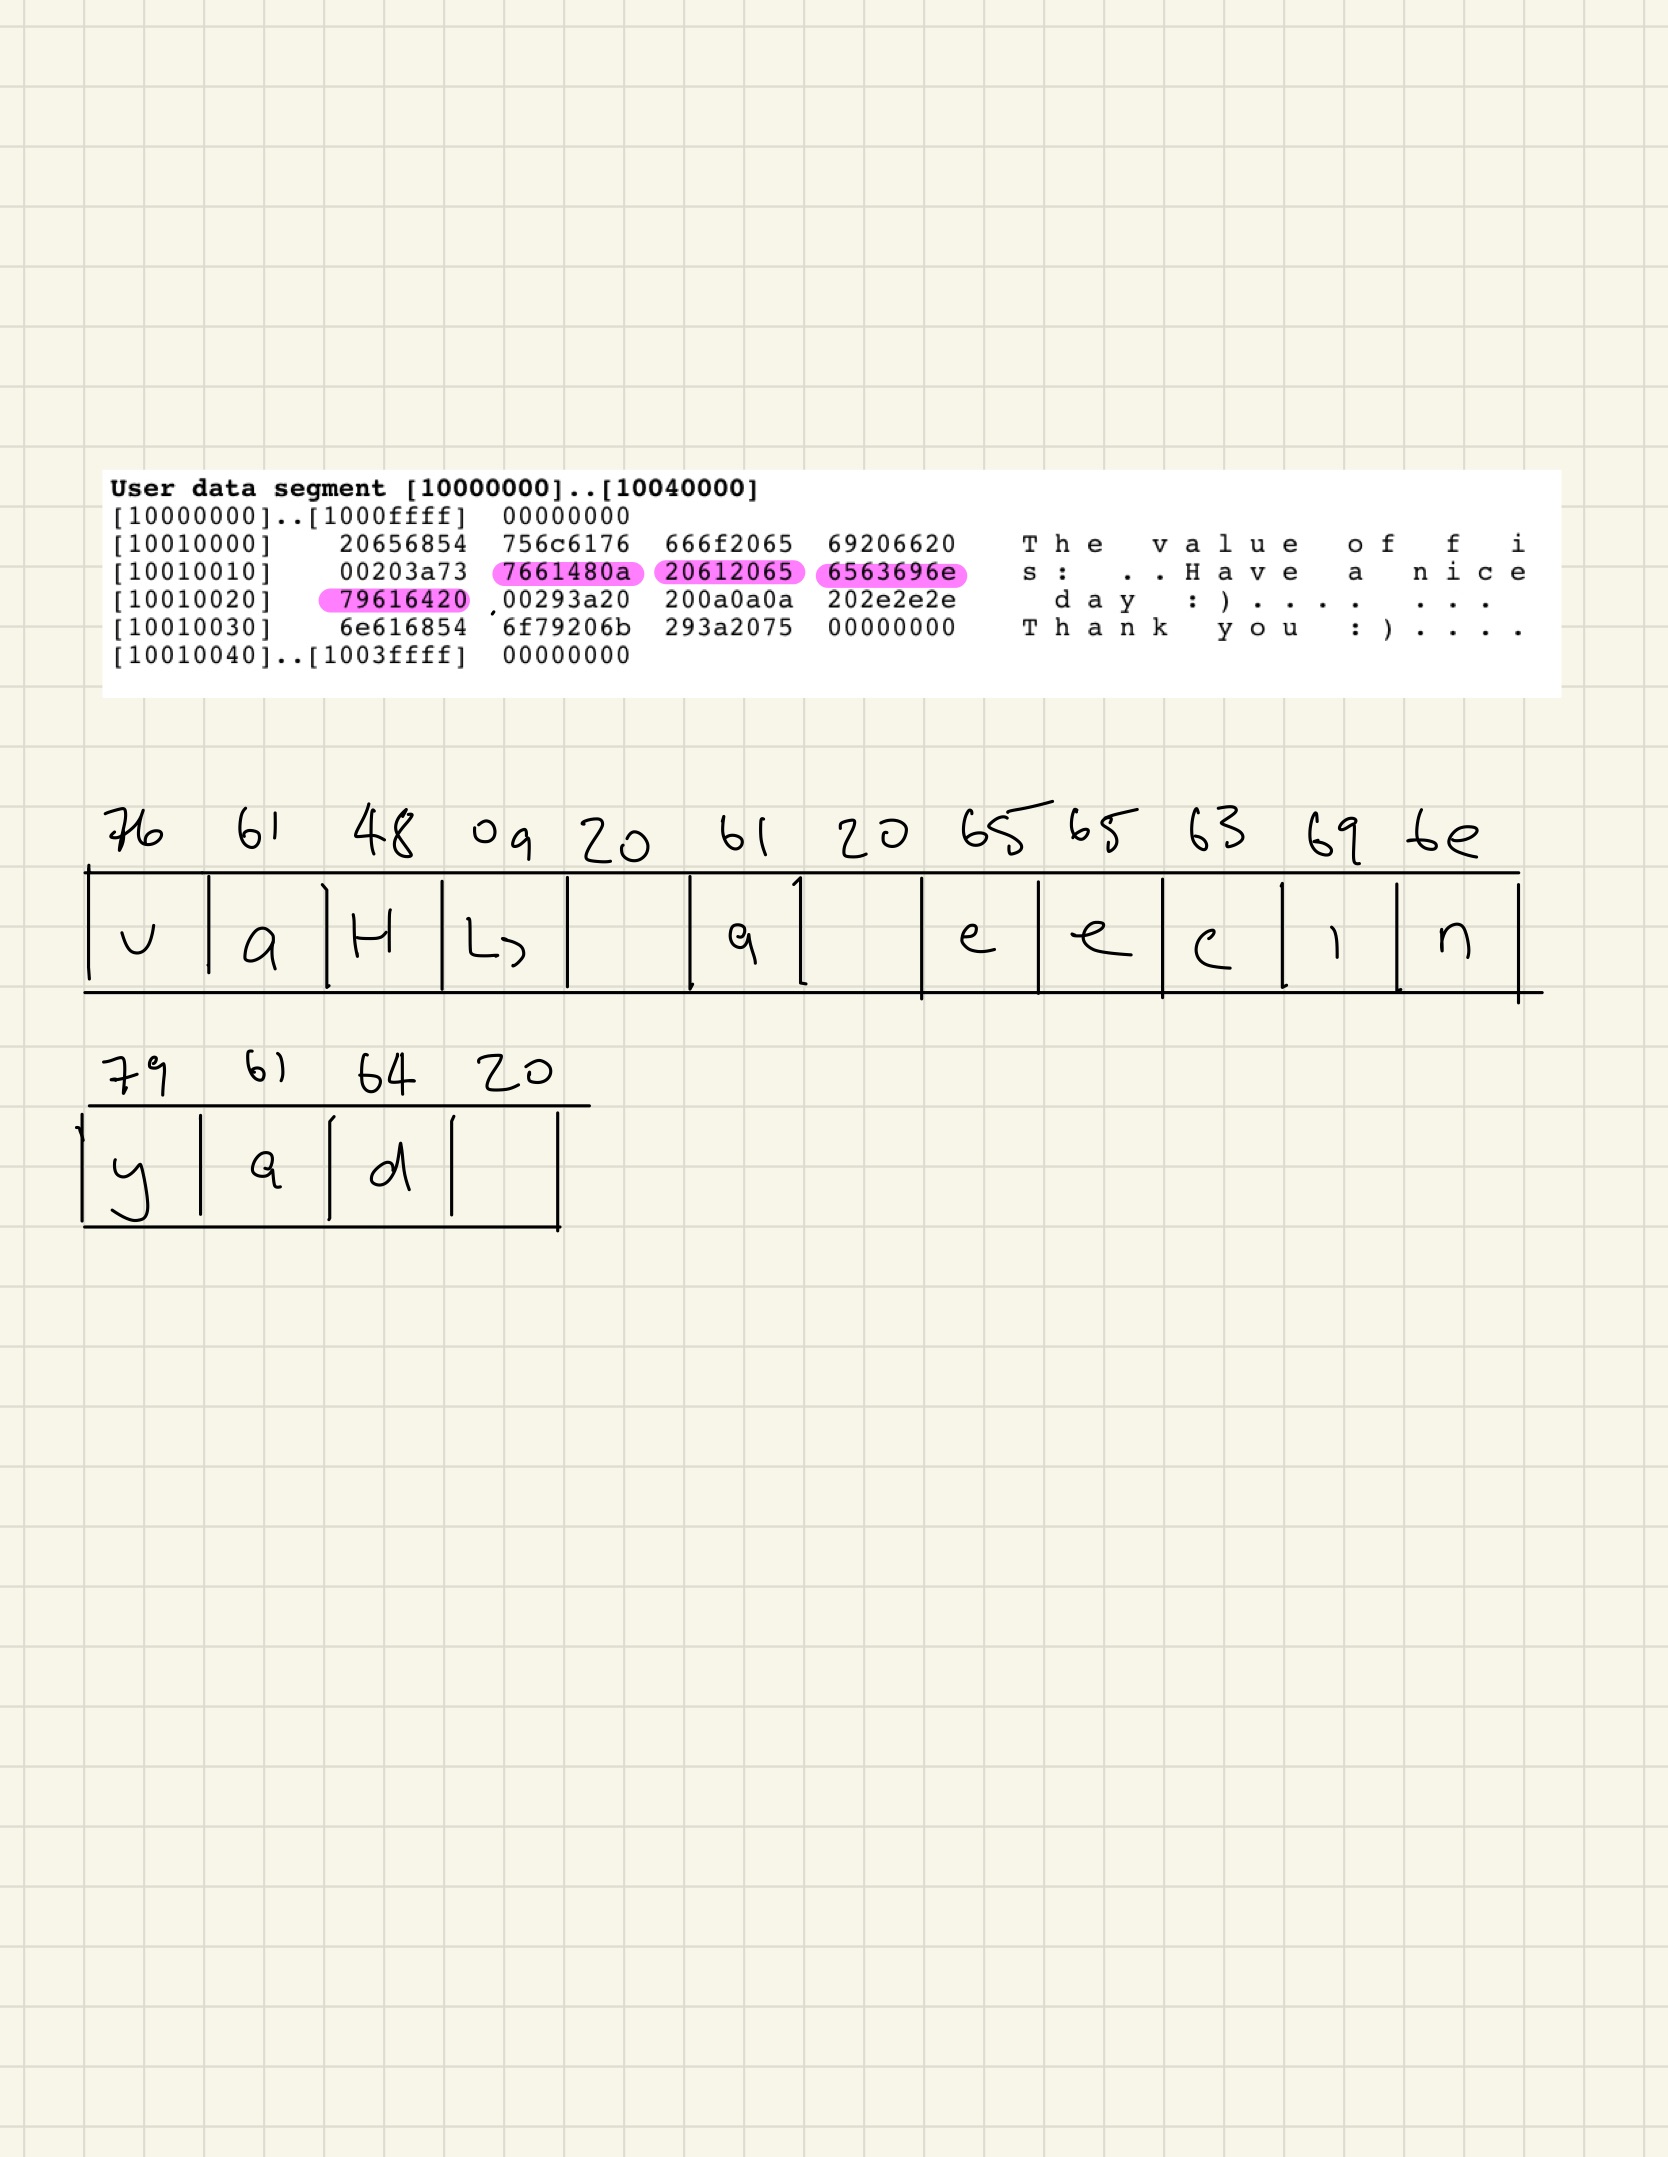 User data segment [10000000]..[10040000]
[10000000]..[1000ffff] 00000000
[10010000] 20656854 756c6176 666f2065 69206620 T h e v a l u e o f f i
[10010010] 00203a73 7661480a 20612065 6563696e s : . . H a v e a n i c e
[10010020] 79616420 00293a20 200a0a0a 202e2e2e d a y : ) . . . . . . .
[10010030] 6e616854 6f79206b 293a2075 00000000 T h a n k y o u : ) . . . .
[10010040]..[1003ffff] 00000000
76 61 48 0a 20 61 20 65 65 63 69 6e
v a H ↳ a e e c i n
79 61 64 20
y a d